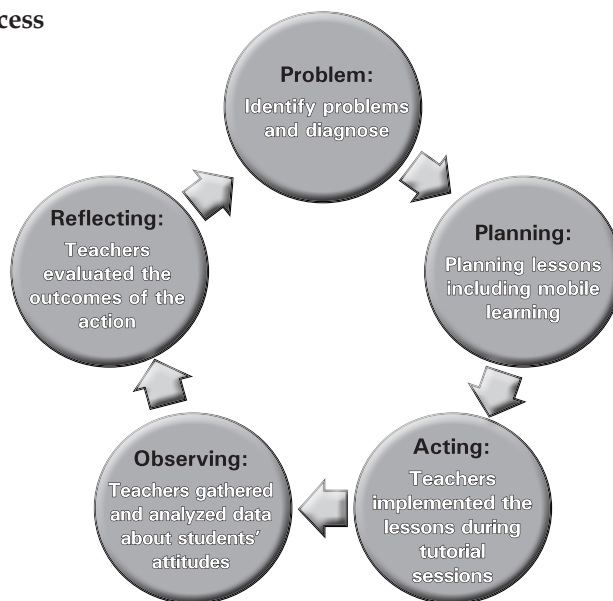 cess
Problem:
Identify problems
and diagnose
Planning:
Planning lessons
including mobile
learning
Acting:
Teachers
implemented the
lessons during
tutorial
sessions
Observing:
Teachers gathered
and analyzed data
about students'
attitudes
Reflecting:
Teachers
evaluated the
outcomes of the
action